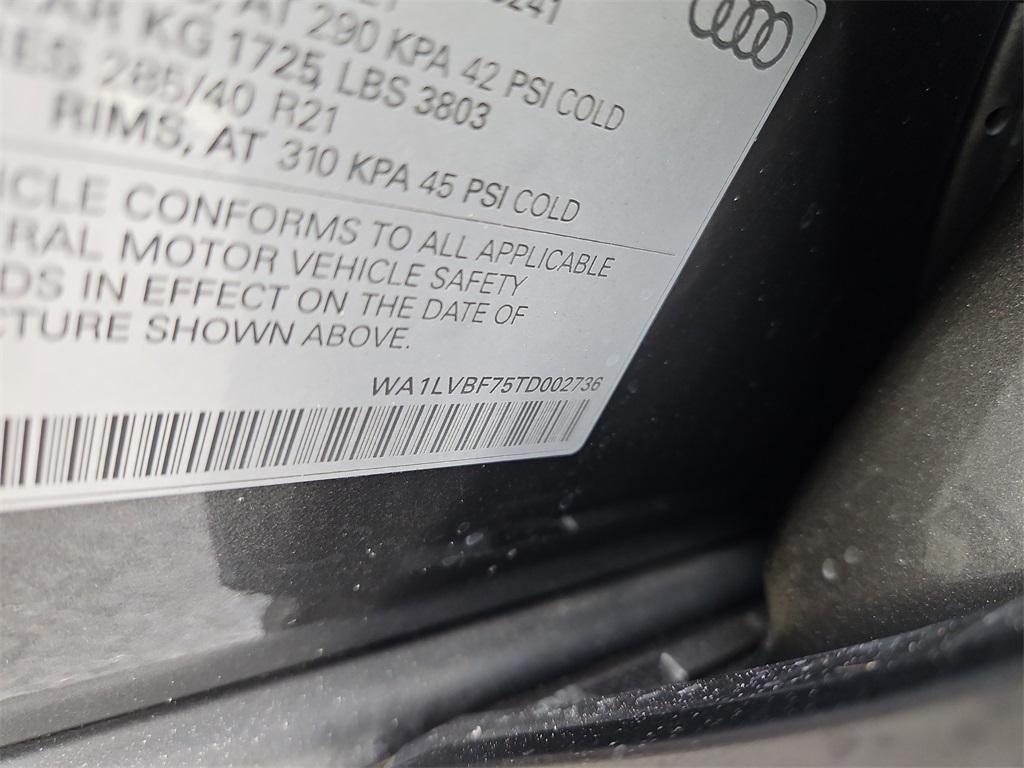 AT 290 KPA 42 PSI COLD
KG 1725, LBS 3803
285/40 R21
RIMS, AT 310 KPA 45 PSI COLD
ICLE CONFORMS TO ALL APPLICABLE
RAL MOTOR VEHICLE SAFETY
DS IN EFFECT ON THE DATE OF
CTURE SHOWN ABOVE.
WA1LVBF75TD002736